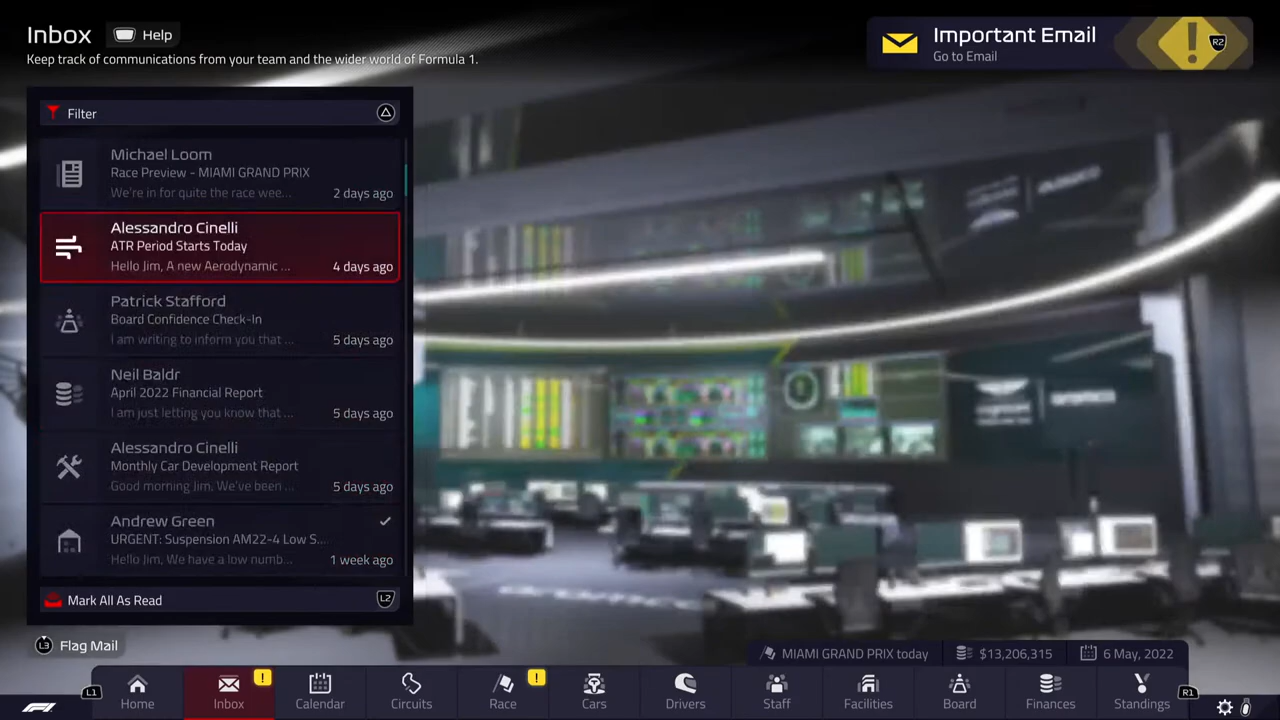 Inbox
Help
Keep track of communications from your team and the wider world of Formula 1.
Important Email
Go to Email
R2
Filter
Michael Loom
Race Preview - MIAMI GRAND PRIX
We're in for quite the race wee...
2 days ago
Alessandro Cinelli
ATR Period Starts Today
Hello Jim, A new Aerodynamic ...
4 days ago
Patrick Stafford
Board Confidence Check-In
I am writing to inform you that ...
5 days ago
Neil Baldr
April 2022 Financial Report
I am just letting you know that ...
5 days ago
Alessandro Cinelli
Monthly Car Development Report
Good morning Jim. We've been ...
5 days ago
Andrew Green
URGENT: Suspension AM22-4 Low S...
Hello Jim, We have a low numb...
1 week ago
Mark All As Read
L2
L3 Flag Mail
MIAMI GRAND PRIX today
$13,206,315
6 May, 2022
L1
Home
Inbox
Calendar
Circuits
Race
Cars
Drivers
Staff
Facilities
Board
Finances
Standings
R1